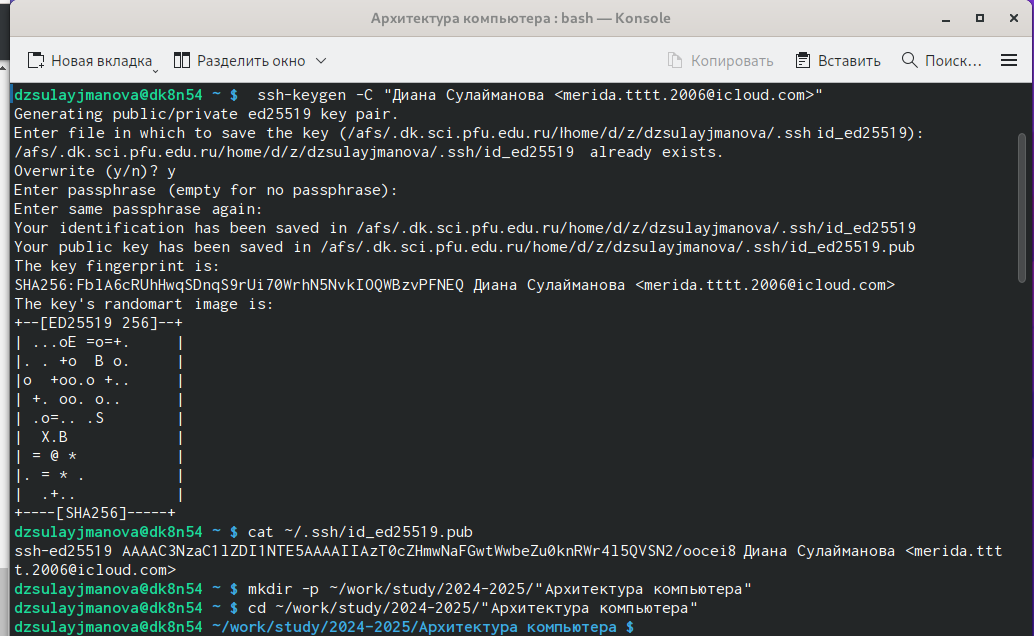 Архитектура компьютера : bash — Konsole
Новая вкладка Разделить окно Копировать Вставить Поиск...
dzsulayjmanova@dk8n54 ~ $  ssh-keygen -C "Диана Сулайманова <merida.tttt.2006@icloud.com>"
Generating public/private ed25519 key pair.
Enter file in which to save the key (/afs/.dk.sci.pfu.edu.ru/home/d/z/dzsulayjmanova/.ssh id_ed25519):
/afs/.dk.sci.pfu.edu.ru/home/d/z/dzsulayjmanova/.ssh/id_ed25519  already exists.
Overwrite (y/n)? y
Enter passphrase (empty for no passphrase):
Enter same passphrase again:
Your identification has been saved in /afs/.dk.sci.pfu.edu.ru/home/d/z/dzsulayjmanova/.ssh/id_ed25519
Your public key has been saved in /afs/.dk.sci.pfu.edu.ru/home/d/z/dzsulayjmanova/.ssh/id_ed25519.pub
The key fingerprint is:
SHA256:FblA6cRUhHwqSDnqS9rUi70WrhN5NvkIOQWBzvPFNEQ Диана Сулайманова <merida.tttt.2006@icloud.com>
The key's randomart image is:
+--[ED25519 256]--+
| ...oE =o=+.     |
|. . +o  B o.     |
|o  +oo.o +..     |
| +. oo. o..      |
| .o=.. .S        |
|  X.B            |
| = @ *           |
|. = * .          |
|  .+..           |
+----[SHA256]-----+
dzsulayjmanova@dk8n54 ~ $ cat ~/.ssh/id_ed25519.pub
ssh-ed25519 AAAAC3NzaC1lZDI1NTE5AAAAIIAzT0cZHmwNaFGwtWwbeZu0knRWr4l5QVSN2/oocei8 Диана Сулайманова <merida.ttt
t.2006@icloud.com>
dzsulayjmanova@dk8n54 ~ $ mkdir -p ~/work/study/2024-2025/"Архитектура компьютера"
dzsulayjmanova@dk8n54 ~ $ cd ~/work/study/2024-2025/"Архитектура компьютера"
dzsulayjmanova@dk8n54 ~/work/study/2024-2025/Архитектура компьютера $